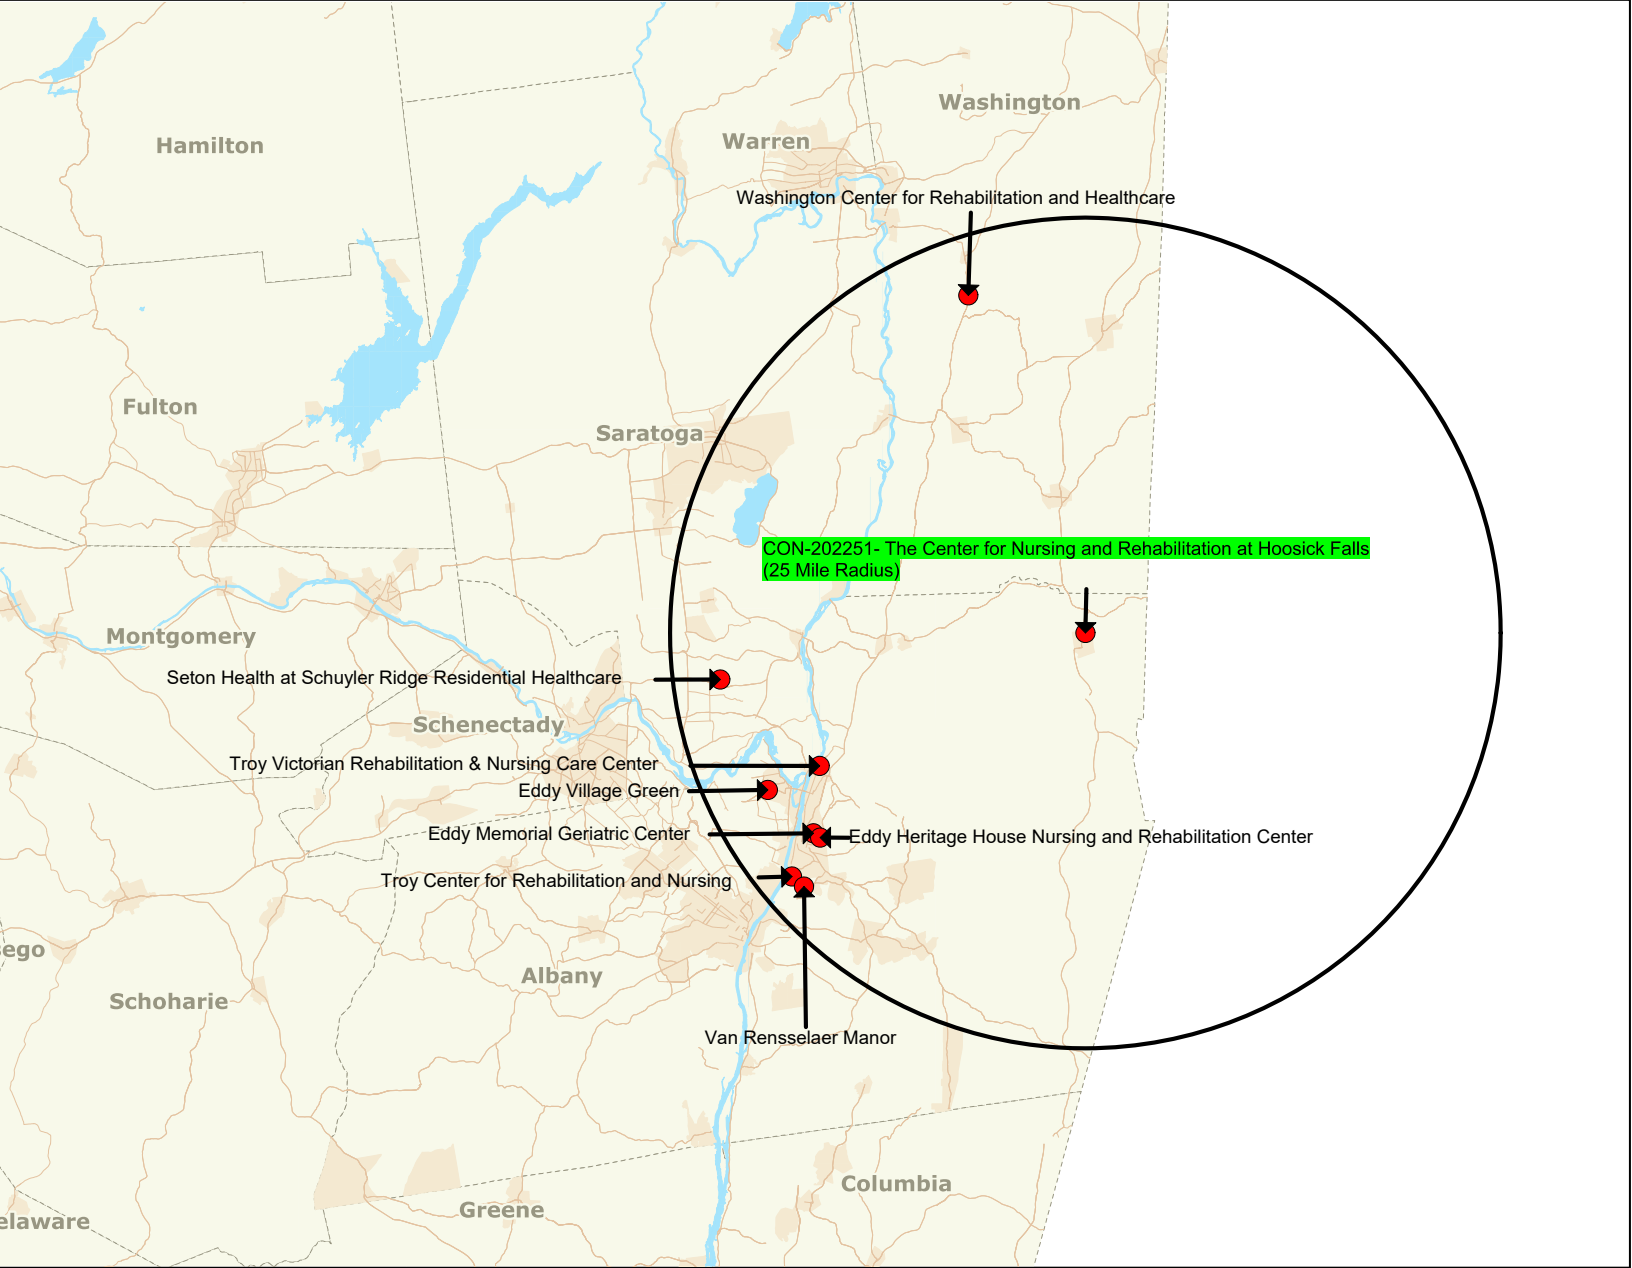 Washington
Warren
Hamilton
Washington Center for Rehabilitation and Healthcare
Fulton
Saratoga
CON-202251- The Center for Nursing and Rehabilitation at Hoosick Falls
(25 Mile Radius)
Montgomery
Seton Health at Schuyler Ridge Residential Healthcare
Schenectady
Troy Victorian Rehabilitation & Nursing Care Center
Eddy Village Green
Eddy Memorial Geriatric Center
Eddy Heritage House Nursing and Rehabilitation Center
Troy Center for Rehabilitation and Nursing
ego
Albany
Schoharie
Van Rensselaer Manor
Columbia
Greene
elaware